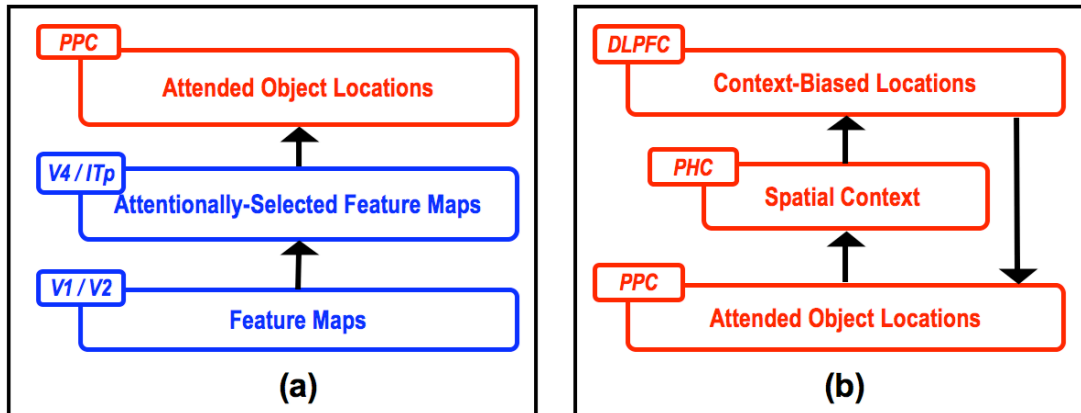 PPC
Attended Object Locations
V4 / ITp
Attentionally-Selected Feature Maps
V1 / V2
Feature Maps
(a)
DLPFC
Context-Biased Locations
PHC
Spatial Context
PPC
Attended Object Locations
(b)